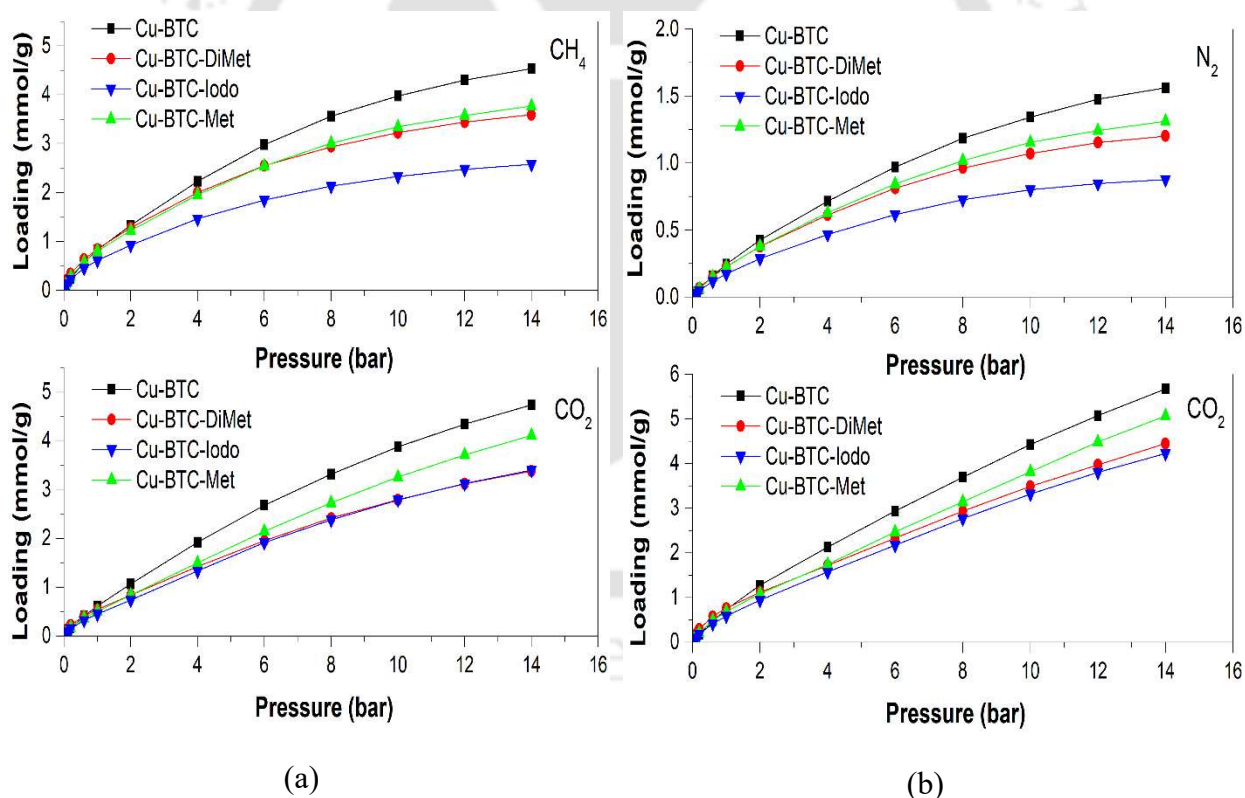 Cu-BTC
Cu-BTC-DiMet
Cu-BTC-Iodo
Cu-BTC-Met
CH4
Loading (mmol/g)
5
4
3
2
1
0
0 2 4 6 8 10 12 14 16
Pressure (bar)
Cu-BTC
Cu-BTC-DiMet
Cu-BTC-Iodo
Cu-BTC-Met
N2
Loading (mmol/g)
2.0
1.5
1.0
0.5
0.0
0 2 4 6 8 10 12 14 16
Pressure (bar)
Cu-BTC
Cu-BTC-DiMet
Cu-BTC-Iodo
Cu-BTC-Met
CO2
Loading (mmol/g)
5
4
3
2
1
0
0 2 4 6 8 10 12 14 16
Pressure (bar)
Cu-BTC
Cu-BTC-DiMet
Cu-BTC-Iodo
Cu-BTC-Met
CO2
Loading (mmol/g)
6
5
4
3
2
1
0
0 2 4 6 8 10 12 14 16
Pressure (bar)
(a)
(b)